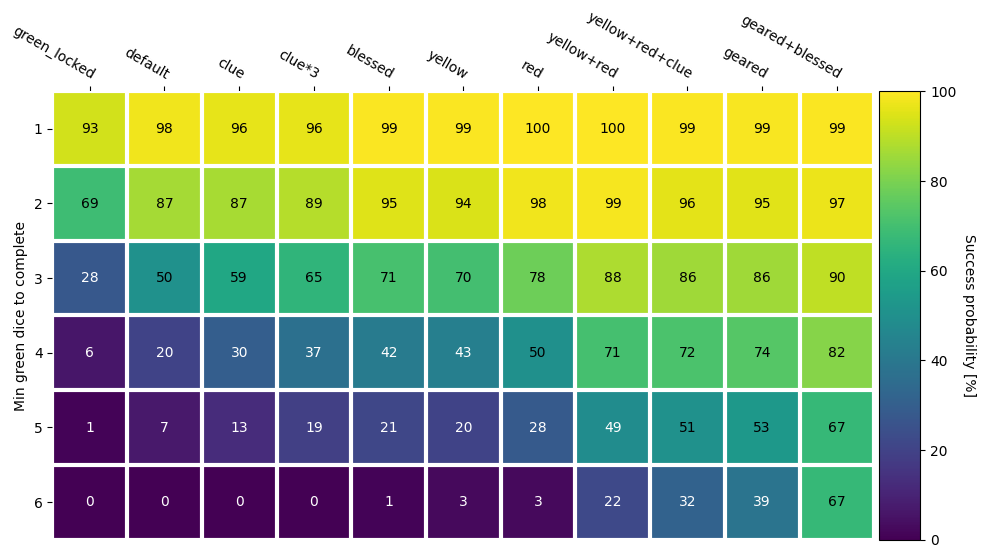 green_locked default clue clue*3 blessed yellow red yellow+red yellow+red+clue geared geared+blessed
Min green dice to complete
1 93 98 96 96 99 99 100 100 99 99 99
2 69 87 87 89 95 94 98 99 96 95 97
3 28 50 59 65 71 70 78 88 86 86 90
4 6 20 30 37 42 43 50 71 72 74 82
5 1 7 13 19 21 20 28 49 51 53 67
6 0 0 0 0 1 3 3 22 32 39 67
100
80
60
40
20
0
Success probability [%]